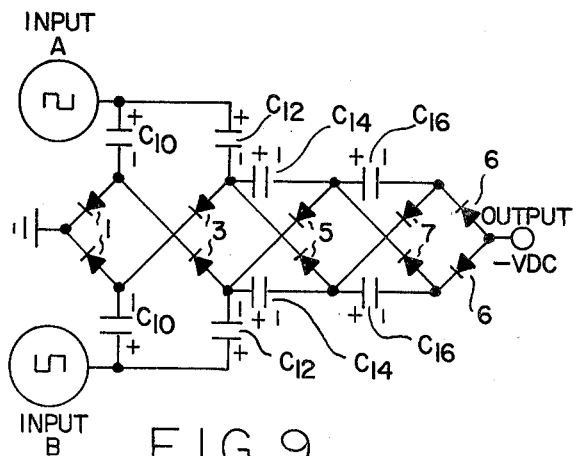 INPUT
A
+
C10
I
+
C12
I
C14
+ I
C16
+ I
6
1
3
5
7
OUTPUT
-VDC
I
C10
+
I
C12
+
+ I
C14
+ I
C16
6
INPUT
B
FIG. 9